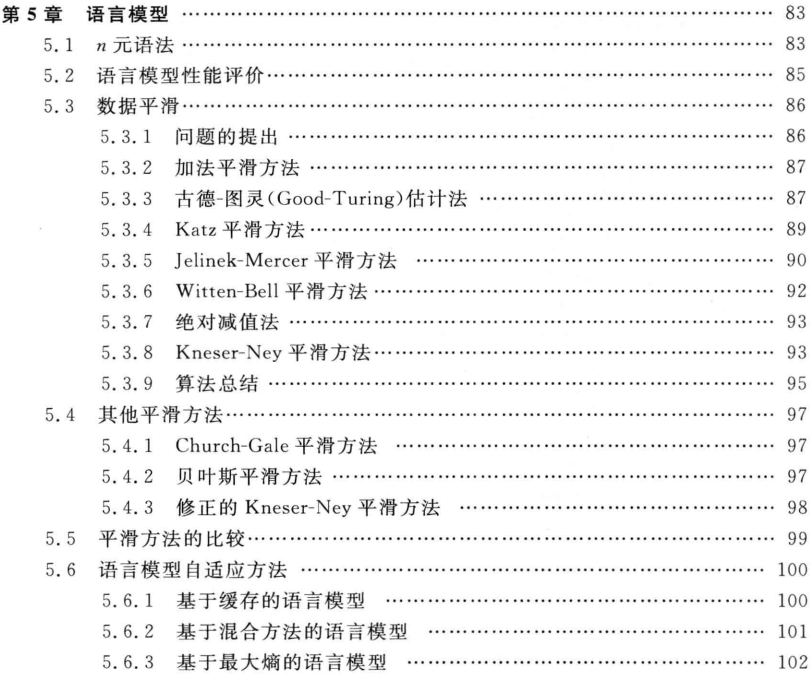 第 5 章 语言模型 …… 83
5.1 n 元语法 …… 83
5.2 语言模型性能评价…… 85
5.3 数据平滑…… 86
5.3.1 问题的提出 …… 86
5.3.2 加法平滑方法 …… 87
5.3.3 古德-图灵(Good-Turing)估计法 …… 87
5.3.4 Katz 平滑方法…… 89
5.3.5 Jelinek-Mercer 平滑方法 …… 90
5.3.6 Witten-Bell 平滑方法…… 92
5.3.7 绝对减值法 …… 93
5.3.8 Kneser-Ney 平滑方法…… 93
5.3.9 算法总结 …… 95
5.4 其他平滑方法…… 97
5.4.1 Church-Gale 平滑方法 …… 97
5.4.2 贝叶斯平滑方法 …… 97
5.4.3 修正的 Kneser-Ney 平滑方法 …… 98
5.5 平滑方法的比较…… 99
5.6 语言模型自适应方法 …… 100
5.6.1 基于缓存的语言模型 …… 100
5.6.2 基于混合方法的语言模型 …… 101
5.6.3 基于最大熵的语言模型 …… 102